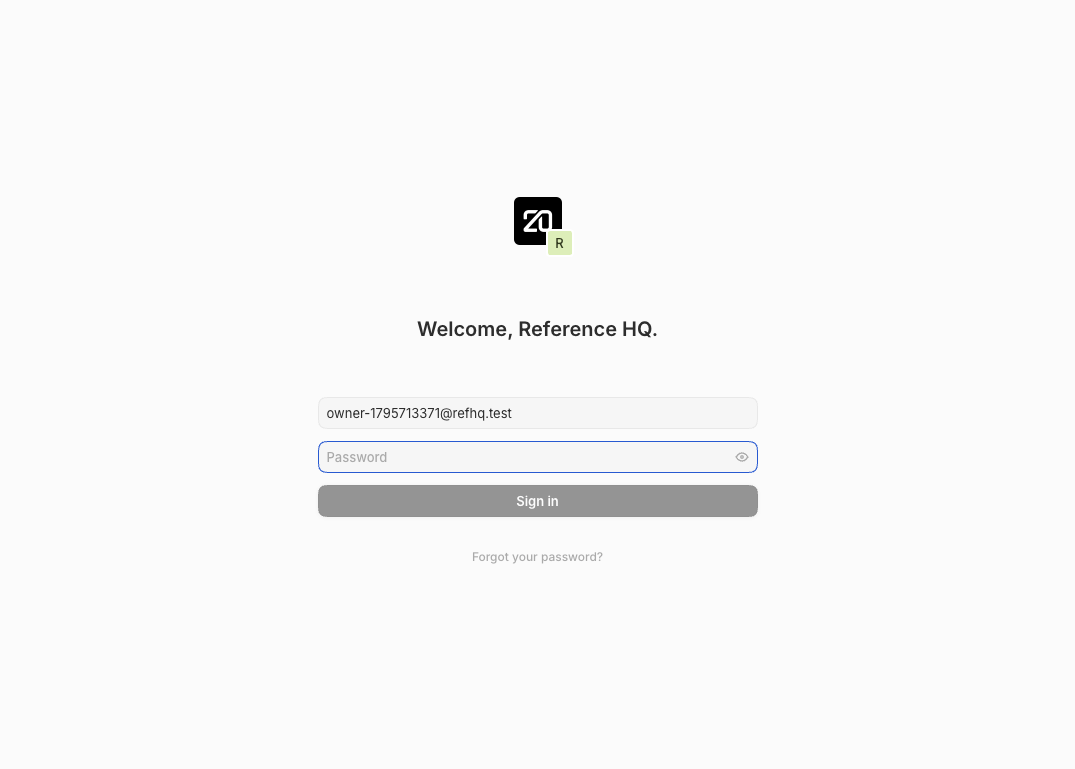 20
R
Welcome, Reference HQ.
owner-1795713371@refhq.test
Password
Sign in
Forgot your password?